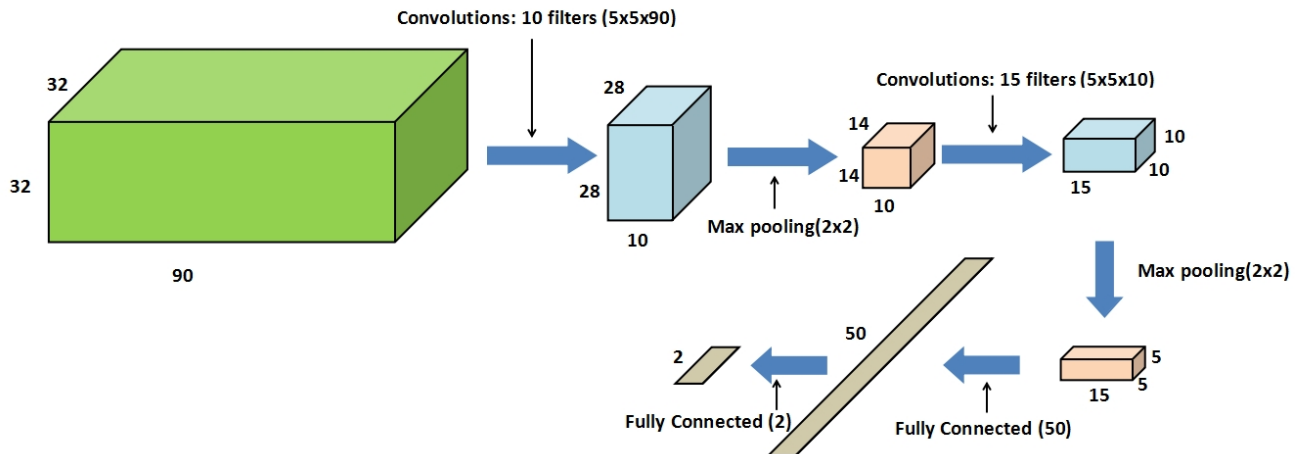 Convolutions: 10 filters (5x5x90)
32
32
90
28
28
10
Max pooling(2x2)
Convolutions: 15 filters (5x5x10)
14
14
10
10
10
15
Max pooling(2x2)
5
5
15
Fully Connected (50)
50
Fully Connected (2)
2